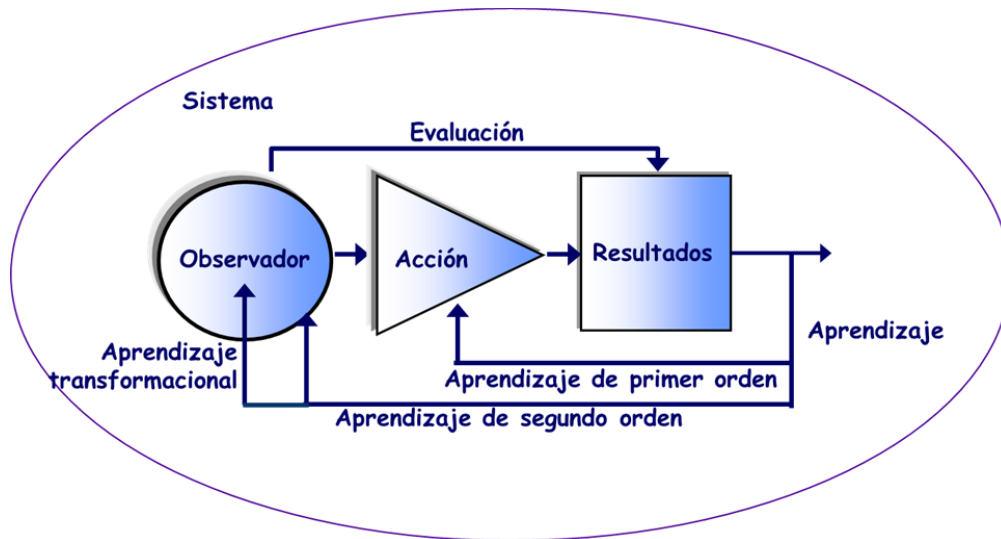 Sistema
Evaluación
Observador
Acción
Resultados
Aprendizaje
Aprendizaje
transformacional
Aprendizaje de primer orden
Aprendizaje de segundo orden